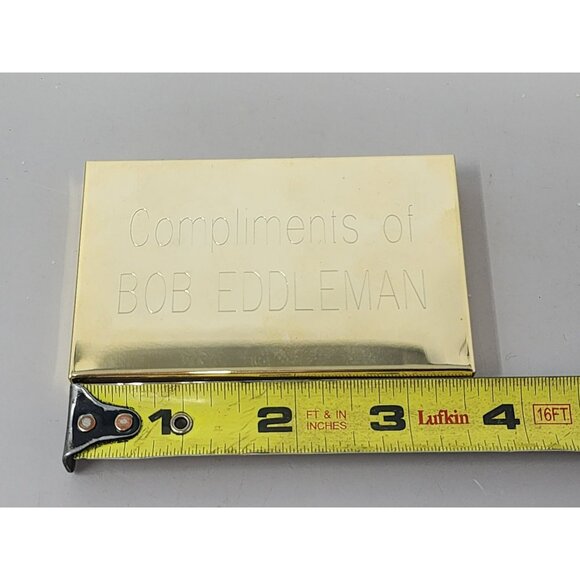 Compliments of
BOB EDDLEMAN
1 2 FT & IN 3 Lufkin 4 16FT
INCHES